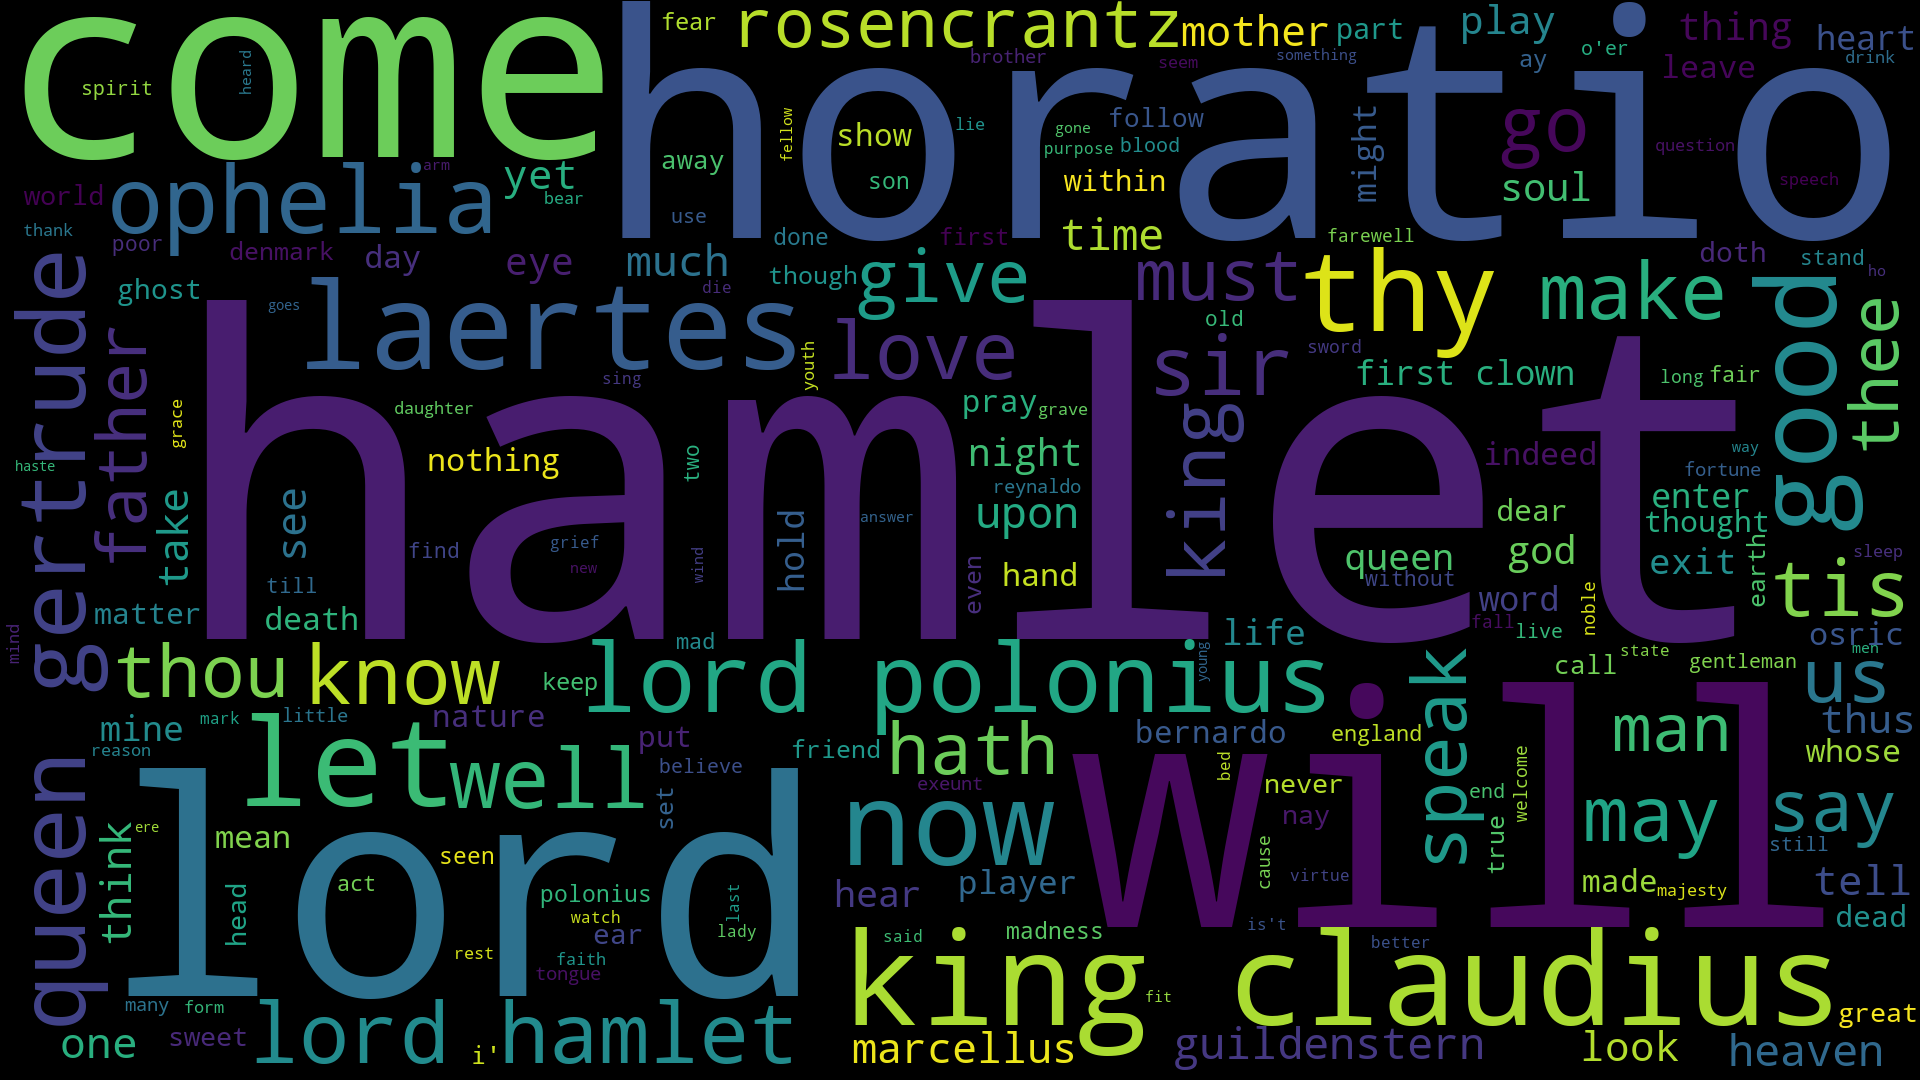 come
horatio
rosencrantz
mother
fear
part
play
thing
heart
spirit
heard
brother
seem
something
ay
o'er
leave
drink
fellow
show
lie
gone
purpose
follow
blood
might
go
question
speech
soul
world
ophelia
arm
yet
bear
away
son
within
use
thank
poor
denmark
day
eye
much
done
first
time
farewell
doth
stand
ho
ghost
goes
laertes
die
though
give
must
thy
make
good
thee
gertrude
father
old
love
sir
sword
first clown
long
fair
sing
youth
grace
daughter
hamlet
pray
grave
king
nothing
two
night
indeed
way
fortune
haste
take
see
reynaldo
upon
answer
hold
enter
dear
thought
find
grief
new
wind
even
hand
queen
god
without
exit
earth
sleep
tis
till
matter
death
word
noble
mind
mad
life
fall
live
osric
thou
know
keep
lord polonius
young
speak
call
state
gentleman
men
us
mine
mark
little
nature
reason
let
well
put
friend
hath
bernardo
england
man
thus
whose
queen
lord
believe
set
exeunt
will
bed
never
welcome
end
think
ere
mean
now
nay
may
say
still
head
act
seen
polonius
last
hear
player
cause
true
virtue
made
majesty
tell
watch
ear
lady
rest
faith
tongue
said
madness
is't
better
dead
king claudius
many
form
fit
great
one
sweet
lord hamlet
i'
marcellus
guildenstern
look
heaven